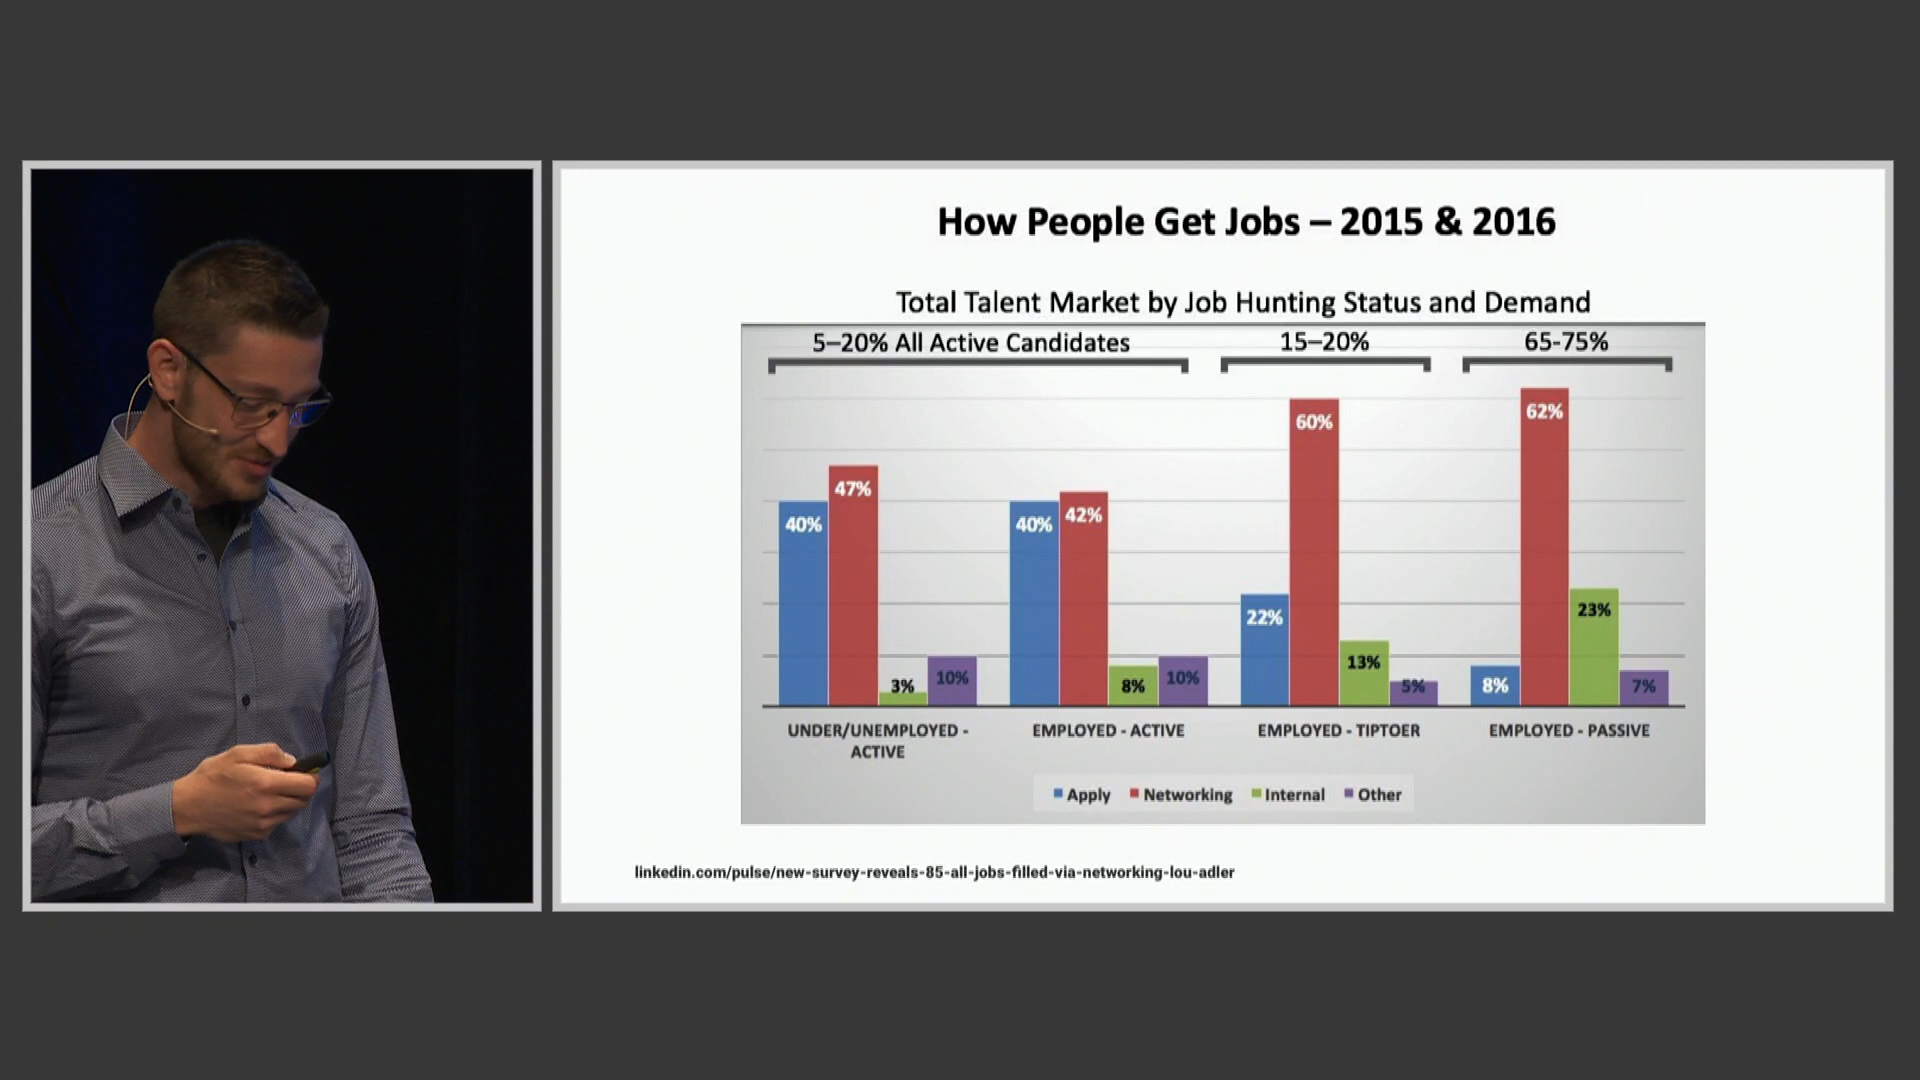 How People Get Jobs – 2015 & 2016
Total Talent Market by Job Hunting Status and Demand
5–20% All Active Candidates
15–20%
65-75%
40%
47%
3%
10%
40%
42%
8%
10%
22%
60%
13%
5%
8%
62%
23%
7%
UNDER/UNEMPLOYED -
ACTIVE
EMPLOYED - ACTIVE
EMPLOYED - TIPTOER
EMPLOYED - PASSIVE
Apply
Networking
Internal
Other
linkedin.com/pulse/new-survey-reveals-85-all-jobs-filled-via-networking-lou-adler